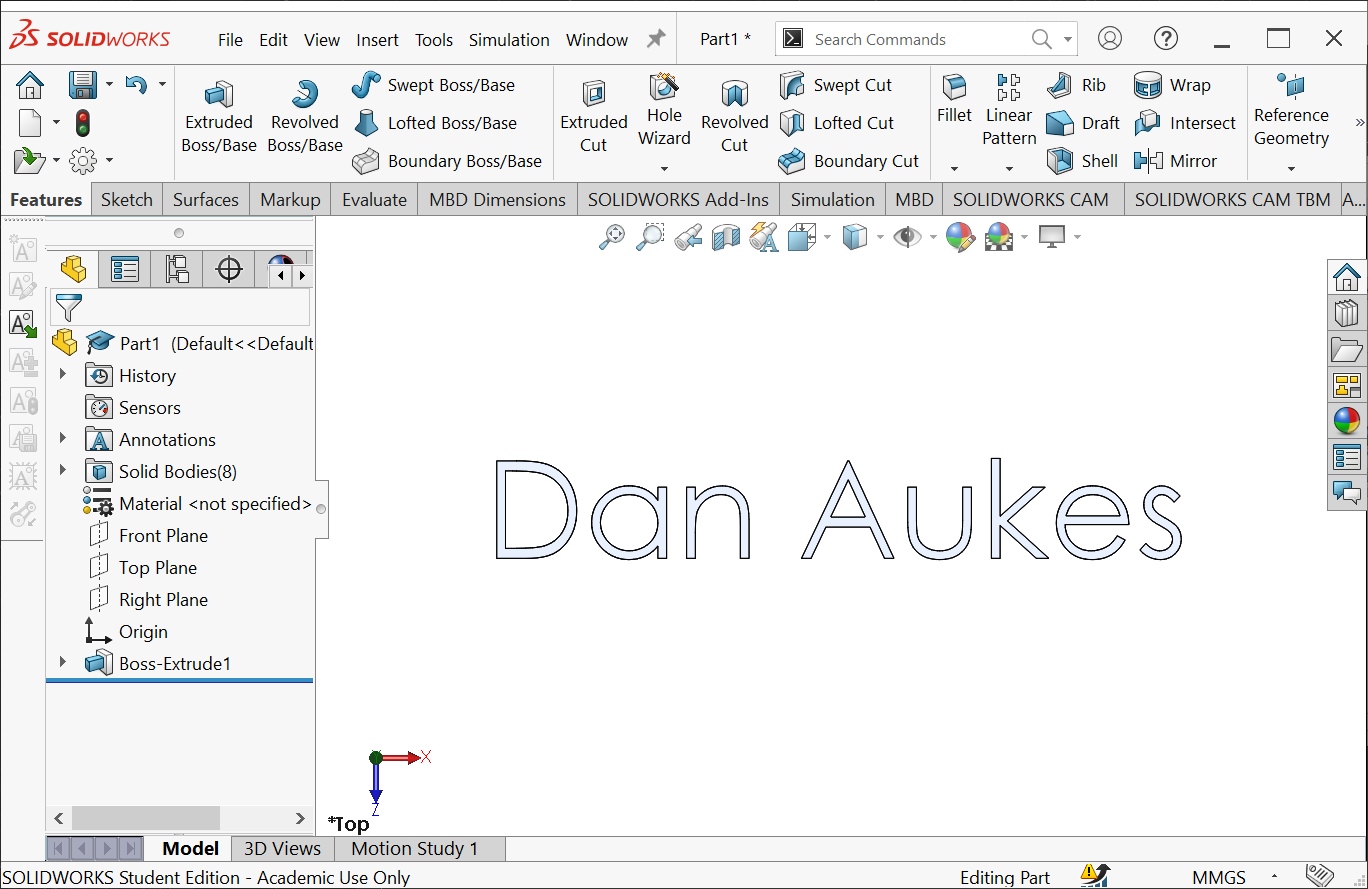 SOLIDWORKS File Edit View Insert Tools Simulation Window Part1 * Search Commands
Extruded Boss/Base
Revolved Boss/Base
Swept Boss/Base
Lofted Boss/Base
Boundary Boss/Base
Extruded Cut
Hole Wizard
Revolved Cut
Swept Cut
Lofted Cut
Boundary Cut
Fillet
Linear Pattern
Rib
Draft
Shell
Wrap
Intersect
Mirror
Reference Geometry
Features Sketch Surfaces Markup Evaluate MBD Dimensions SOLIDWORKS Add-Ins Simulation MBD SOLIDWORKS CAM SOLIDWORKS CAM TBM A...
Part1 (Default<<Default
History
Sensors
Annotations
Solid Bodies(8)
Material <not specified>
Front Plane
Top Plane
Right Plane
Origin
Boss-Extrude1
Dan Aukes
X
Z
*Top
Model 3D Views Motion Study 1
SOLIDWORKS Student Edition - Academic Use Only Editing Part MMGS